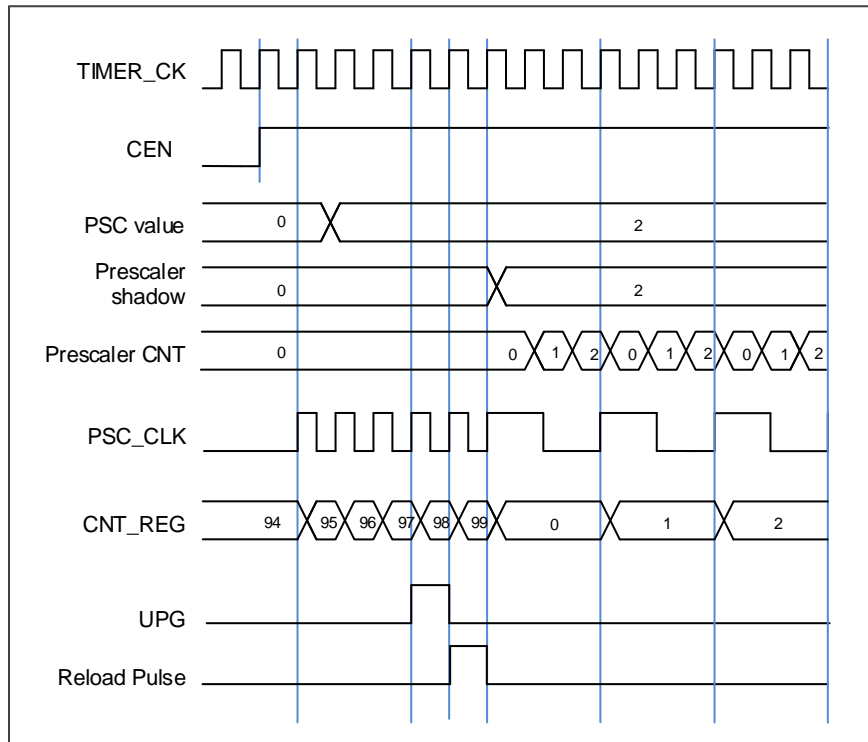 TIMER_CK
CEN
PSC value 0 2
Prescaler
shadow 0 2
Prescaler CNT 0 0 1 2 0 1 2 0 1 2
PSC_CLK
CNT_REG 94 95 96 97 98 99 0 1 2
UPG
Reload Pulse